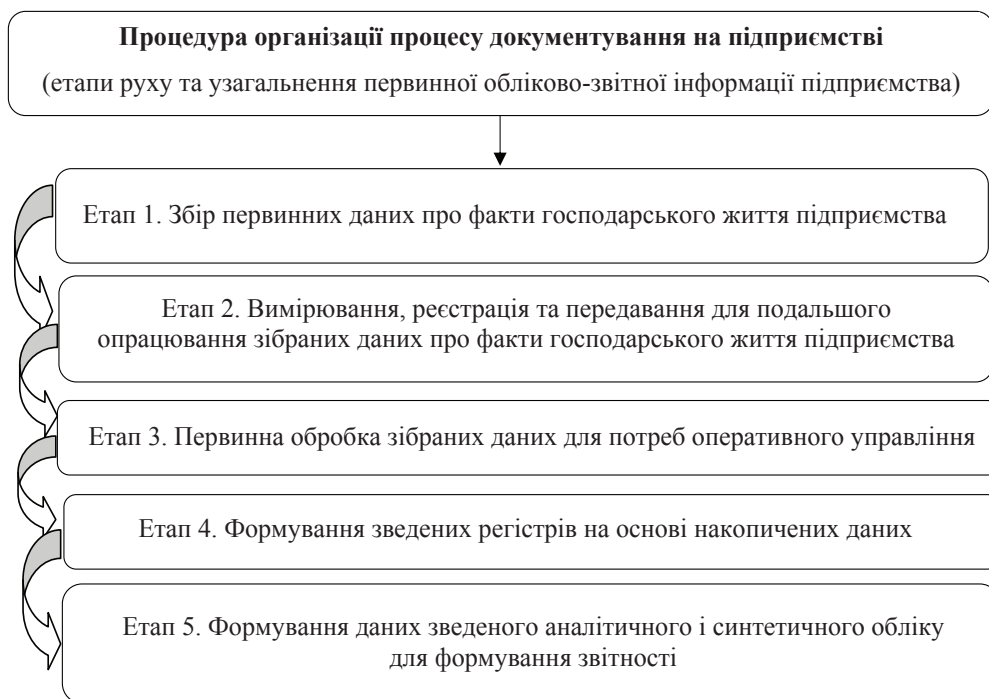 Процедура організації процесу документування на підприємстві
(етапи руху та узагальнення первинної обліково-звітної інформації підприємства)
Етап 1. Збір первинних даних про факти господарського життя підприємства
Етап 2. Вимірювання, реєстрація та передавання для подальшого
опрацювання зібраних даних про факти господарського життя підприємства
Етап 3. Первинна обробка зібраних даних для потреб оперативного управління
Етап 4. Формування зведених регістрів на основі накопичених даних
Етап 5. Формування даних зведеного аналітичного і синтетичного обліку
для формування звітності